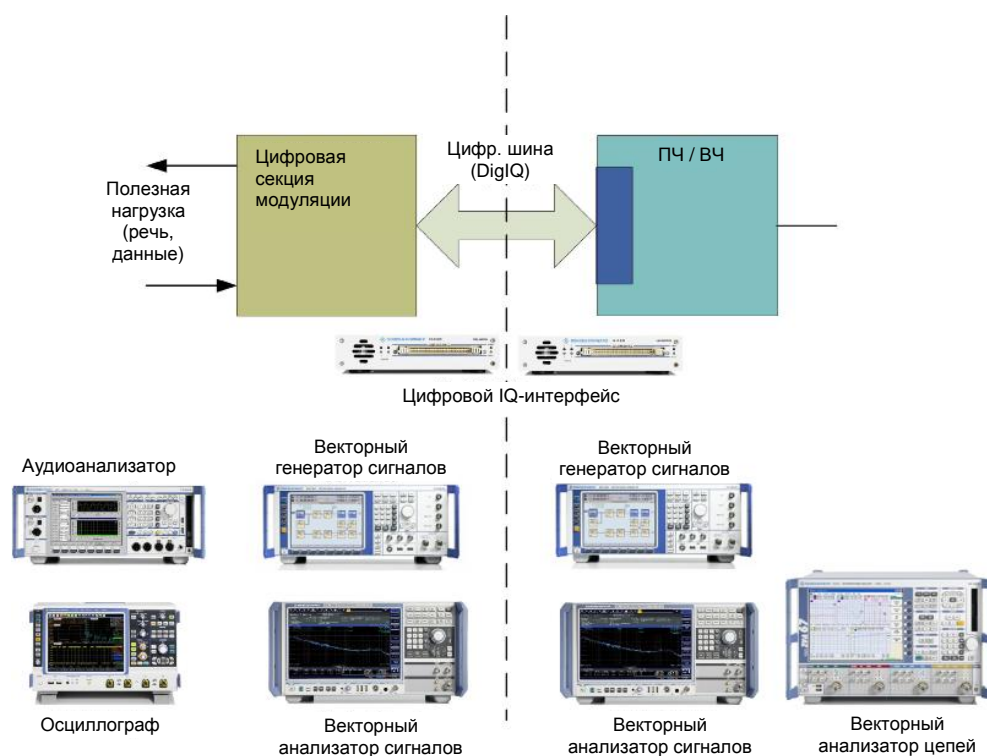 Цифровая
секция
модуляции
Цифр. шина
(DigIQ)
ПЧ / ВЧ
Полезная
нагрузка
(речь,
данные)
Цифровой IQ-интерфейс
Аудиоанализатор
Векторный
генератор сигналов
Векторный
генератор сигналов
Осциллограф
Векторный
анализатор сигналов
Векторный
анализатор сигналов
Векторный
анализатор цепей